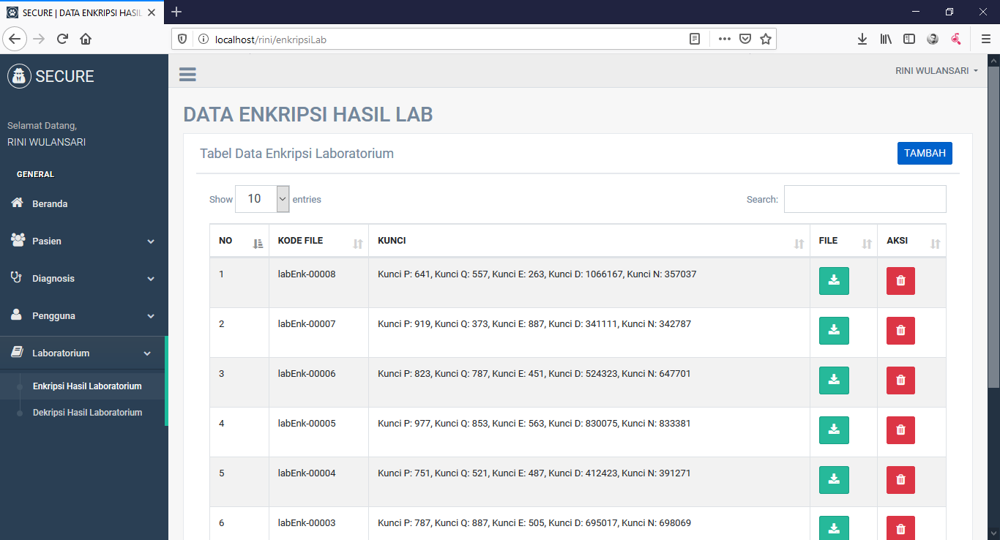 SECURE | DATA ENKRIPSI HASIL
localhost/rini/enkripsiLab
SECURE
RINI WULANSARI
Selamat Datang,
RINI WULANSARI
GENERAL
Beranda
Pasien
Diagnosis
Pengguna
Laboratorium
Enkripsi Hasil Laboratorium
Dekripsi Hasil Laboratorium
DATA ENKRIPSI HASIL LAB
Tabel Data Enkripsi Laboratorium
TAMBAH
Show 10 entries
Search:
NO KODE FILE KUNCI FILE AKSI
1 labEnk-00008 Kunci P: 641, Kunci Q: 557, Kunci E: 263, Kunci D: 1066167, Kunci N: 357037
2 labEnk-00007 Kunci P: 919, Kunci Q: 373, Kunci E: 887, Kunci D: 341111, Kunci N: 342787
3 labEnk-00006 Kunci P: 823, Kunci Q: 787, Kunci E: 451, Kunci D: 524323, Kunci N: 647701
4 labEnk-00005 Kunci P: 977, Kunci Q: 853, Kunci E: 563, Kunci D: 830075, Kunci N: 833381
5 labEnk-00004 Kunci P: 751, Kunci Q: 521, Kunci E: 487, Kunci D: 412423, Kunci N: 391271
6 labEnk-00003 Kunci P: 787, Kunci Q: 887, Kunci E: 505, Kunci D: 695017, Kunci N: 698069